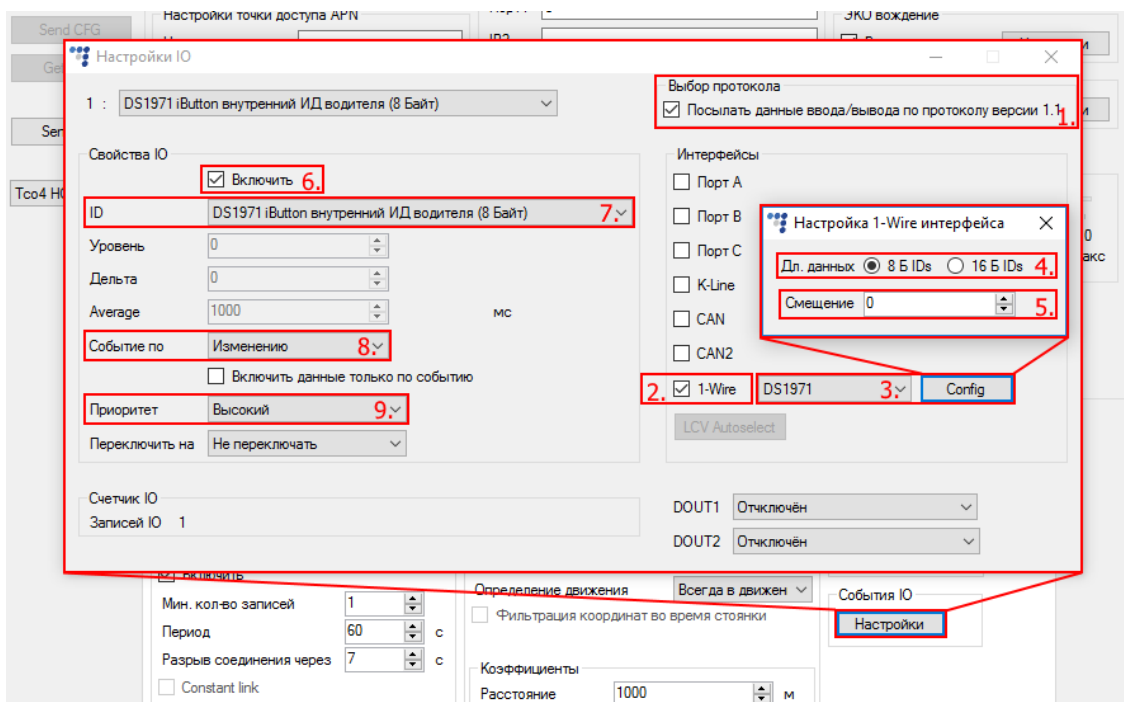 Настройки точки доступа APN
ЭКО вождение
Send CFG
Настройки IO
1 : DS1971 iButton внутренний ИД водителя (8 Байт)
Выбор протокола
Посылать данные ввода/вывода по протоколу версии 1.1
1.
Свойства IO
Включить 6.
ID DS1971 iButton внутренний ИД водителя (8 Байт) 7.
Уровень 0
Дельта 0
Average 1000 мс
Событие по Изменению 8.
Включить данные только по событию
Приоритет Высокий 9.
Переключить на Не переключать
Счетчик IO
Записей IO 1
Интерфейсы
Порт A
Порт B
Порт C
K-Line
CAN
CAN2
2. 1-Wire DS1971 3. Config
LCV Autoselect
Настройка 1-Wire интерфейса
Дл. данных 8 Б IDs 16 Б IDs 4.
Смещение 0 5.
DOUT1 Отключён
DOUT2 Отключён
Включить
Мин. кол-во записей 1
Период 60 с
Разрыв соединения через 7 с
Constant link
Определение движения Всегда в движен
Фильтрация координат во время стоянки
Коэффициенты
Расстояние 1000 м
События IO
Настройки